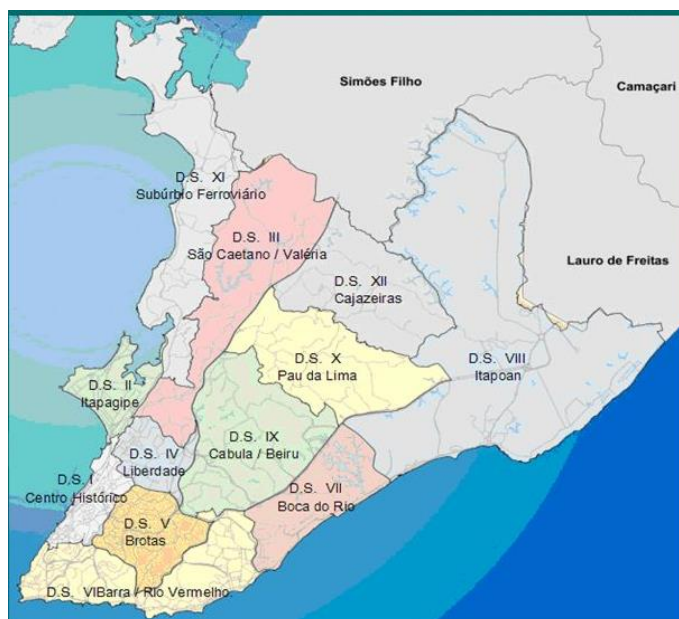 Simões Filho
Camaçari
D.S. XI
Subúrbio Ferroviário
D.S. III
São Caetano / Valéria
Lauro de Freitas
D.S. XII
Cajazeiras
D.S. X
Pau da Lima
D.S. VIII
Itapoan
D.S. II
Itapagipe
D.S. IX
Cabula / Beiru
D.S. IV
Liberdade
D.S. I
Centro Histórico
D.S. VII
Boca do Rio
D.S. V
Brotas
D.S. VIBarra / Rio Vermelho